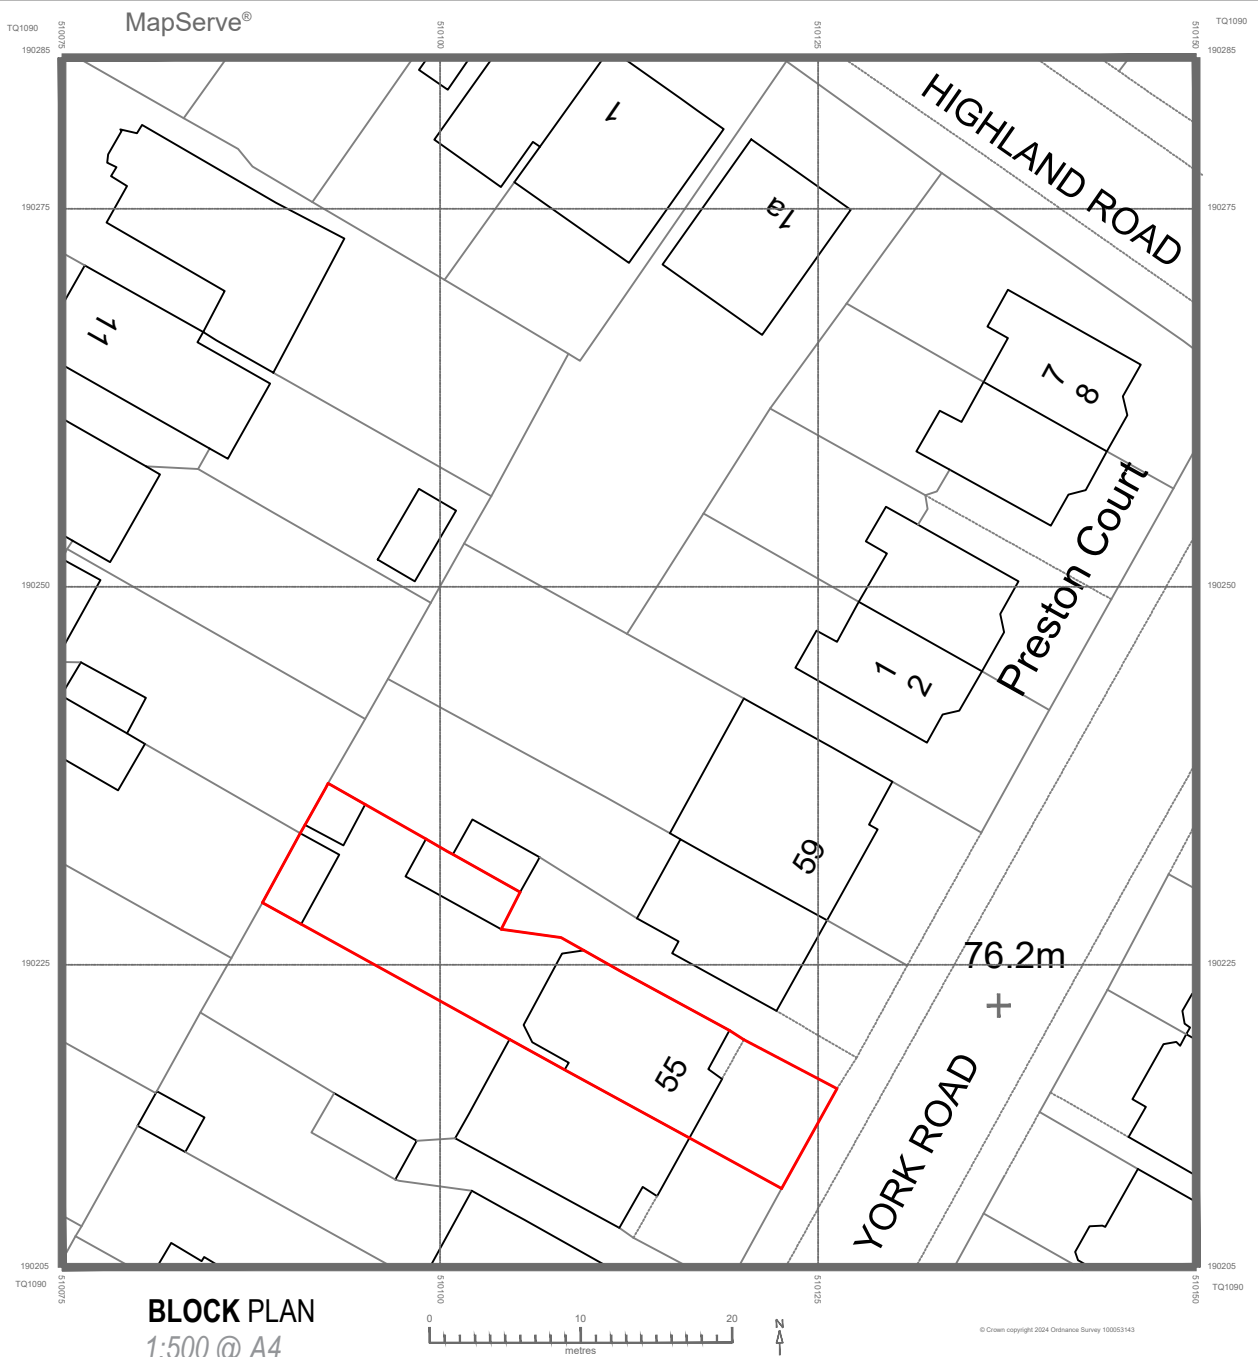 MapServe®
TQ1090
510075
510100
510125
510150
TQ1090
190285
190285
HIGHLAND ROAD
1
1a
190275
190275
11
7
8
Preston Court
190250
190250
1
2
59
190225
76.2m
190225
55
YORK ROAD
190205
190205
TQ1090
510075
510100
510125
510150
TQ1090
BLOCK PLAN
1:500 @ A4
0 10 20
metres
N
© Crown copyright 2024 Ordnance Survey 100053143